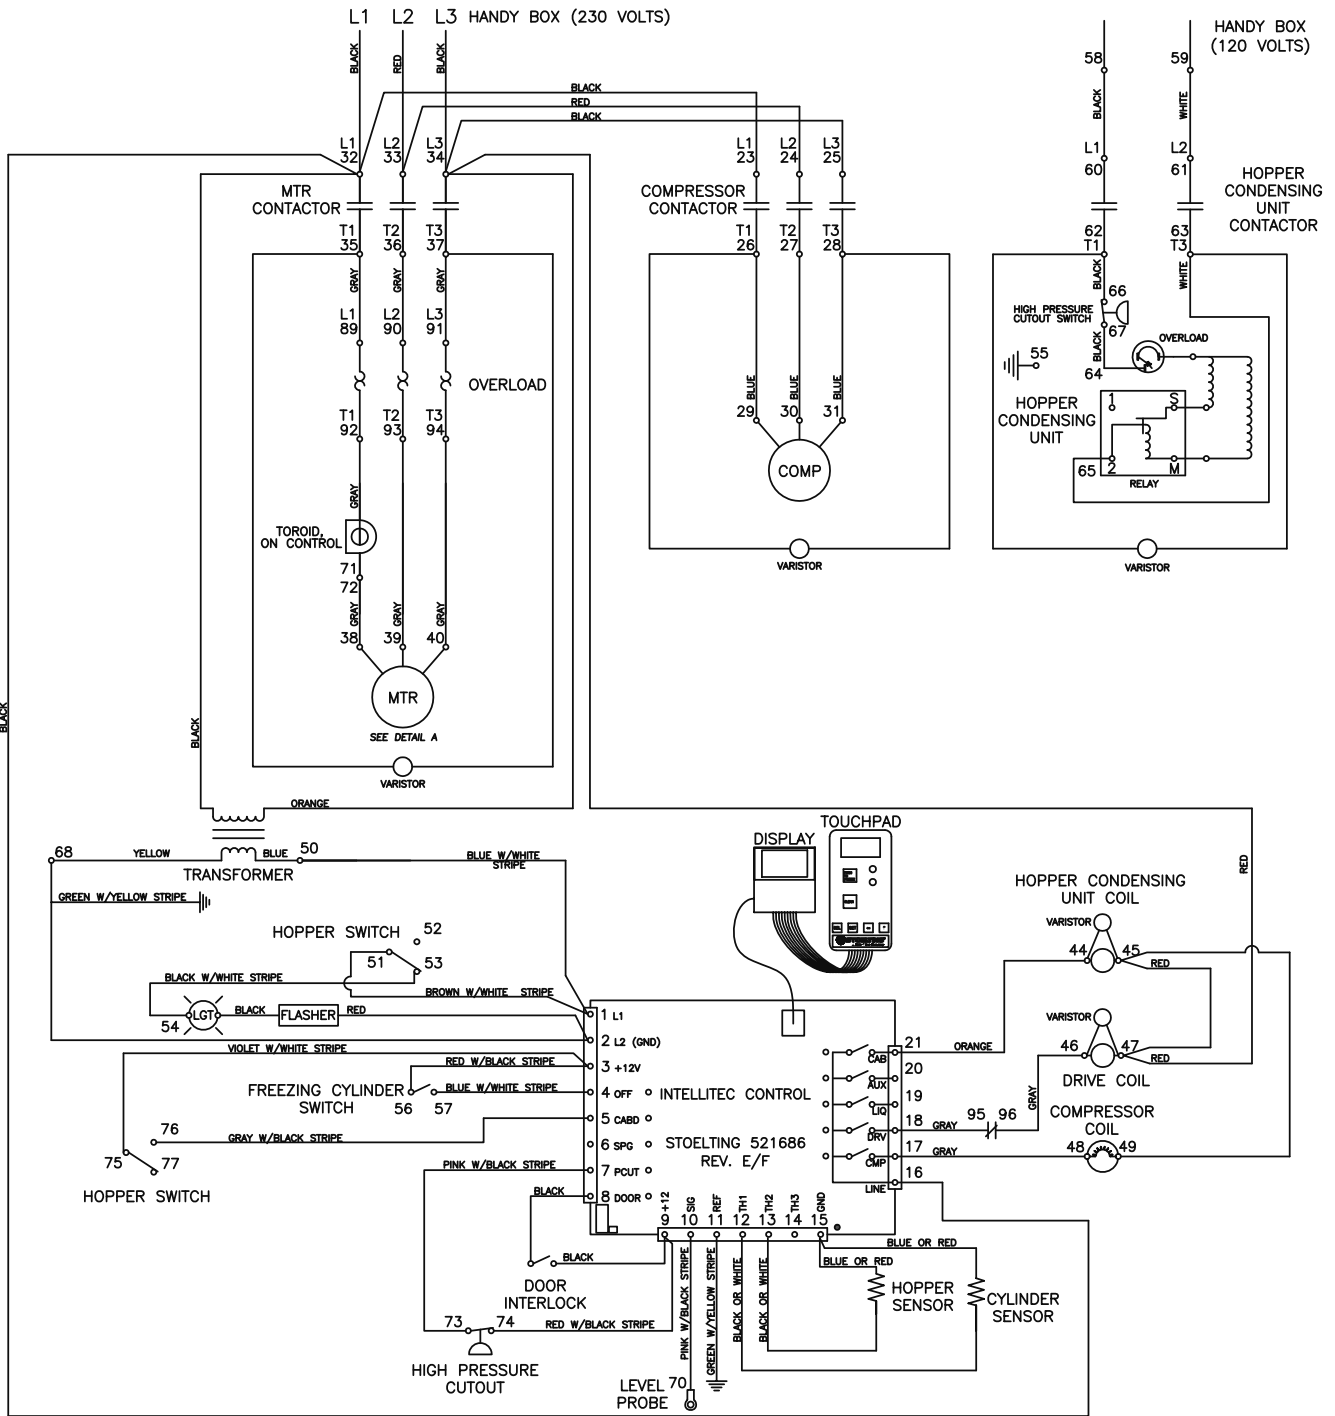 L1 L2 L3 HANDY BOX (230 VOLTS)
HANDY BOX
(120 VOLTS)
BLACK RED BLACK
58 59
BLACK
RED
BLACK
BLACK WHITE
L1 L2 L3
32 33 34
L1 L2 L3
23 24 25
L1 L2
60 61
MTR
CONTACTOR
COMPRESSOR
CONTACTOR
HOPPER
CONDENSING
UNIT
CONTACTOR
T1 T2 T3
35 36 37
T1 T2 T3
26 27 28
62 63
T1 T3
GRAY GRAY GRAY
BLACK WHITE
66
HIGH PRESSURE
CUTOUT SWITCH
67
L1 L2 L3
89 90 91
BLACK
OVERLOAD
55
64
OVERLOAD
BLUE BLUE BLUE
29 30 31
HOPPER
CONDENSING
UNIT
1 S
65 2 M
RELAY
T1 T2 T3
92 93 94
COMP
GRAY
TOROID,
ON CONTROL
71
72
VARISTOR
VARISTOR
GRAY GRAY GRAY
38 39 40
MTR
SEE DETAIL A
VARISTOR
BLACK
BLACK
ORANGE
68 YELLOW BLUE 50
TRANSFORMER
BLUE W/WHITE
STRIPE
GREEN W/YELLOW STRIPE
DISPLAY
TOUCHPAD
RED
HOPPER CONDENSING
UNIT COIL
VARISTOR
44 45
RED
HOPPER SWITCH
52
51 53
BLACK W/WHITE STRIPE
BROWN W/WHITE STRIPE
54 LGT BLACK FLASHER RED
VIOLET W/WHITE STRIPE
RED W/BLACK STRIPE
FREEZING CYLINDER
SWITCH
56 57
BLUE W/WHITE STRIPE
76
GRAY W/BLACK STRIPE
75 77
HOPPER SWITCH
PINK W/BLACK STRIPE
BLACK
1 L1
2 L2 (GND)
3 +12V
4 OFF
5 CABD
6 SPG
7 PCUT
8 DOOR
INTELLITEC CONTROL
STOELTING 521686
REV. E/F
CAB 21
AUX 20
LIQ 19
DRV 18
CMP 17
LINE 16
ORANGE
VARISTOR
46 47
RED
DRIVE COIL
GRAY
GRAY 95 96
GRAY
COMPRESSOR
COIL
48 49
+12 SIG REF TH1 TH2 TH3 GND
9 10 11 12 13 14 15
BLUE OR RED
BLUE OR RED
BLACK
DOOR
INTERLOCK
HOPPER
SENSOR
CYLINDER
SENSOR
PINK W/BLACK STRIPE
GREEN W/YELLOW STRIPE
BLACK OR WHITE
BLACK OR WHITE
73 74
RED W/BLACK STRIPE
HIGH PRESSURE
CUTOUT
LEVEL
PROBE
70